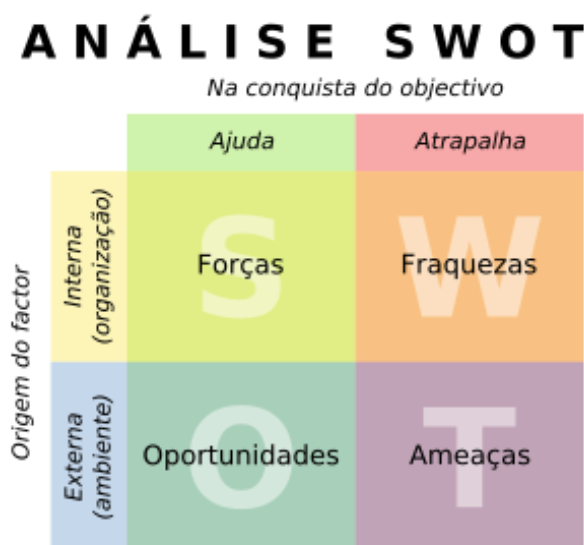 ANÁLISE SWOT
Na conquista do objectivo
Ajuda
Atrapalha
Origem do factor
Interna
(organização)
S
Forças
W
Fraquezas
Externa
(ambiente)
O
Oportunidades
T
Ameaças